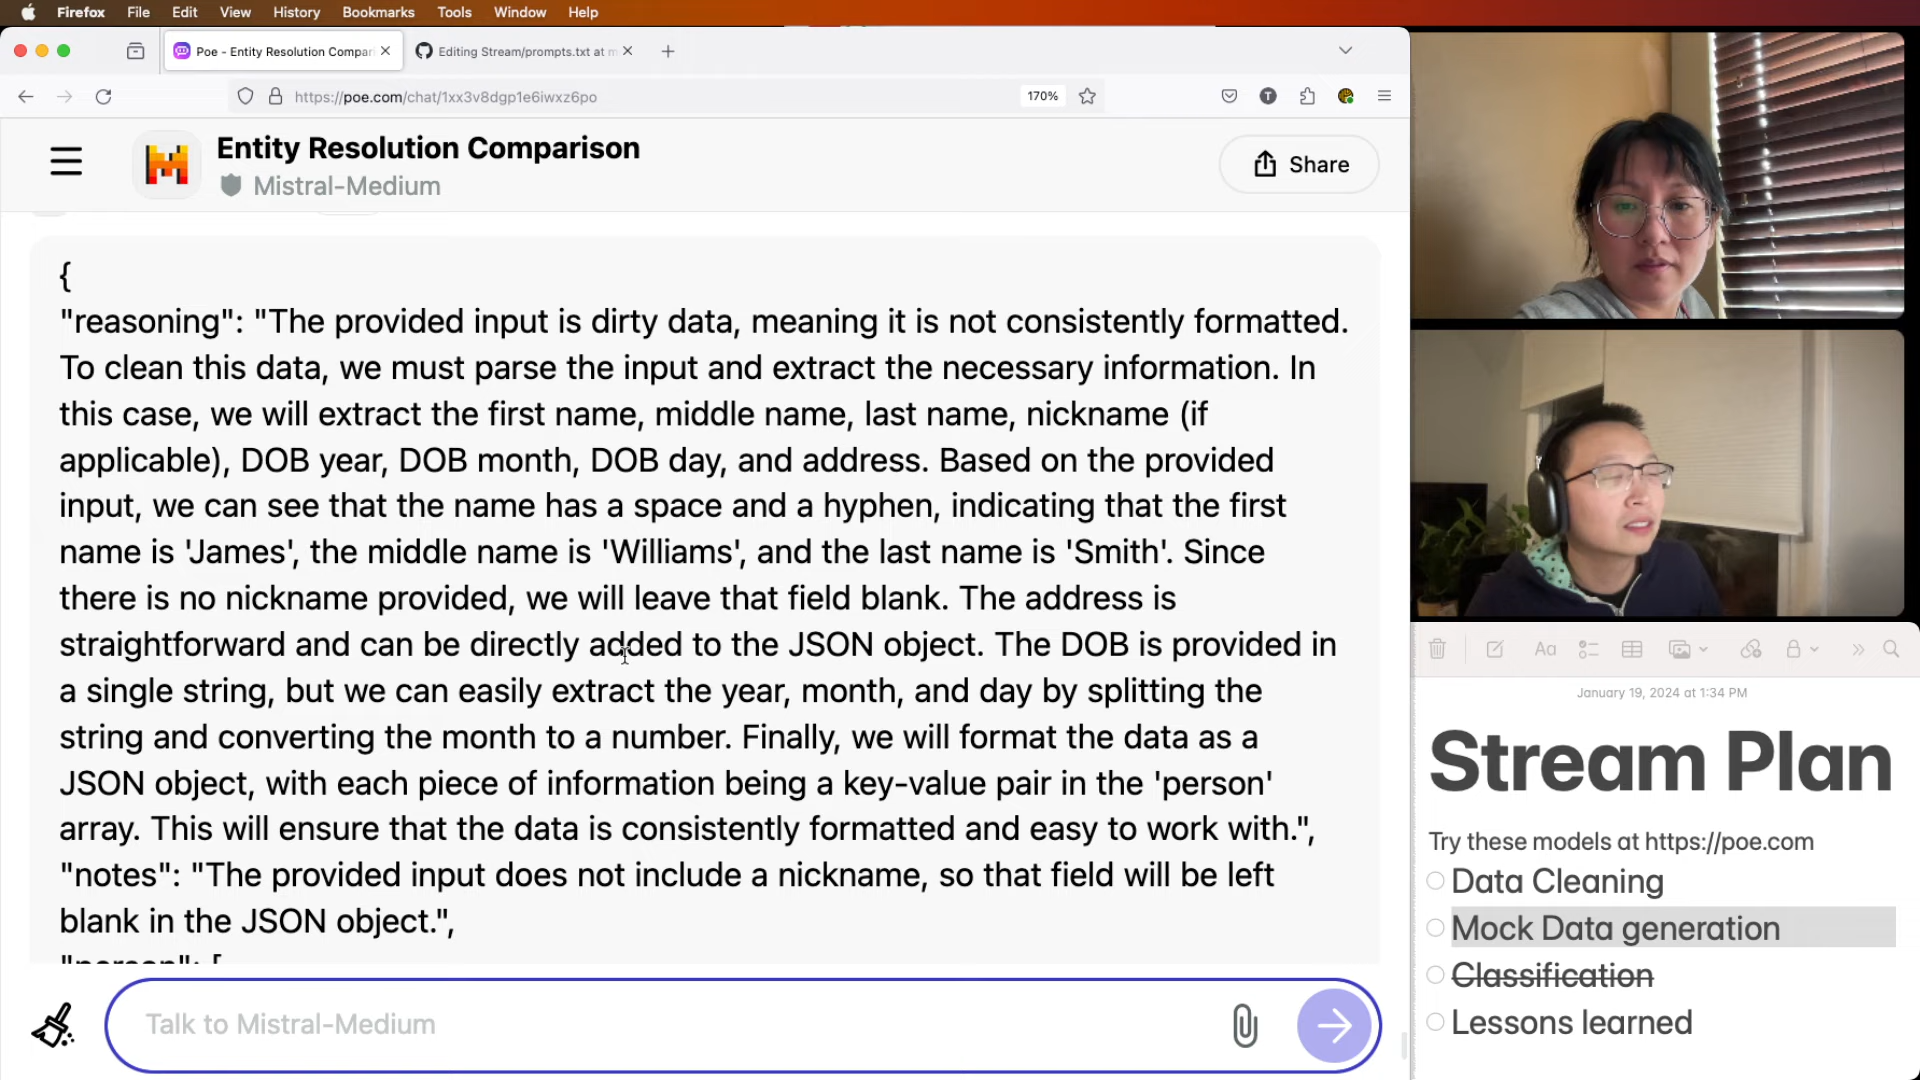 Firefox File Edit View History Bookmarks Tools Window Help
Poe - Entity Resolution Compar
Editing Stream/prompts.txt at m
https://poe.com/chat/1xx3v8dgp1e6iwxz6po
170%
T
Entity Resolution Comparison
Mistral-Medium
Share
{
"reasoning": "The provided input is dirty data, meaning it is not consistently formatted.
To clean this data, we must parse the input and extract the necessary information. In
this case, we will extract the first name, middle name, last name, nickname (if
applicable), DOB year, DOB month, DOB day, and address. Based on the provided
input, we can see that the name has a space and a hyphen, indicating that the first
name is 'James', the middle name is 'Williams', and the last name is 'Smith'. Since
there is no nickname provided, we will leave that field blank. The address is
straightforward and can be directly added to the JSON object. The DOB is provided in
a single string, but we can easily extract the year, month, and day by splitting the
string and converting the month to a number. Finally, we will format the data as a
JSON object, with each piece of information being a key-value pair in the 'person'
array. This will ensure that the data is consistently formatted and easy to work with.",
"notes": "The provided input does not include a nickname, so that field will be left
blank in the JSON object.",
"person": [
Talk to Mistral-Medium
Aa
January 19, 2024 at 1:34 PM
Stream Plan
Try these models at https://poe.com
Data Cleaning
Mock Data generation
Classification
Lessons learned